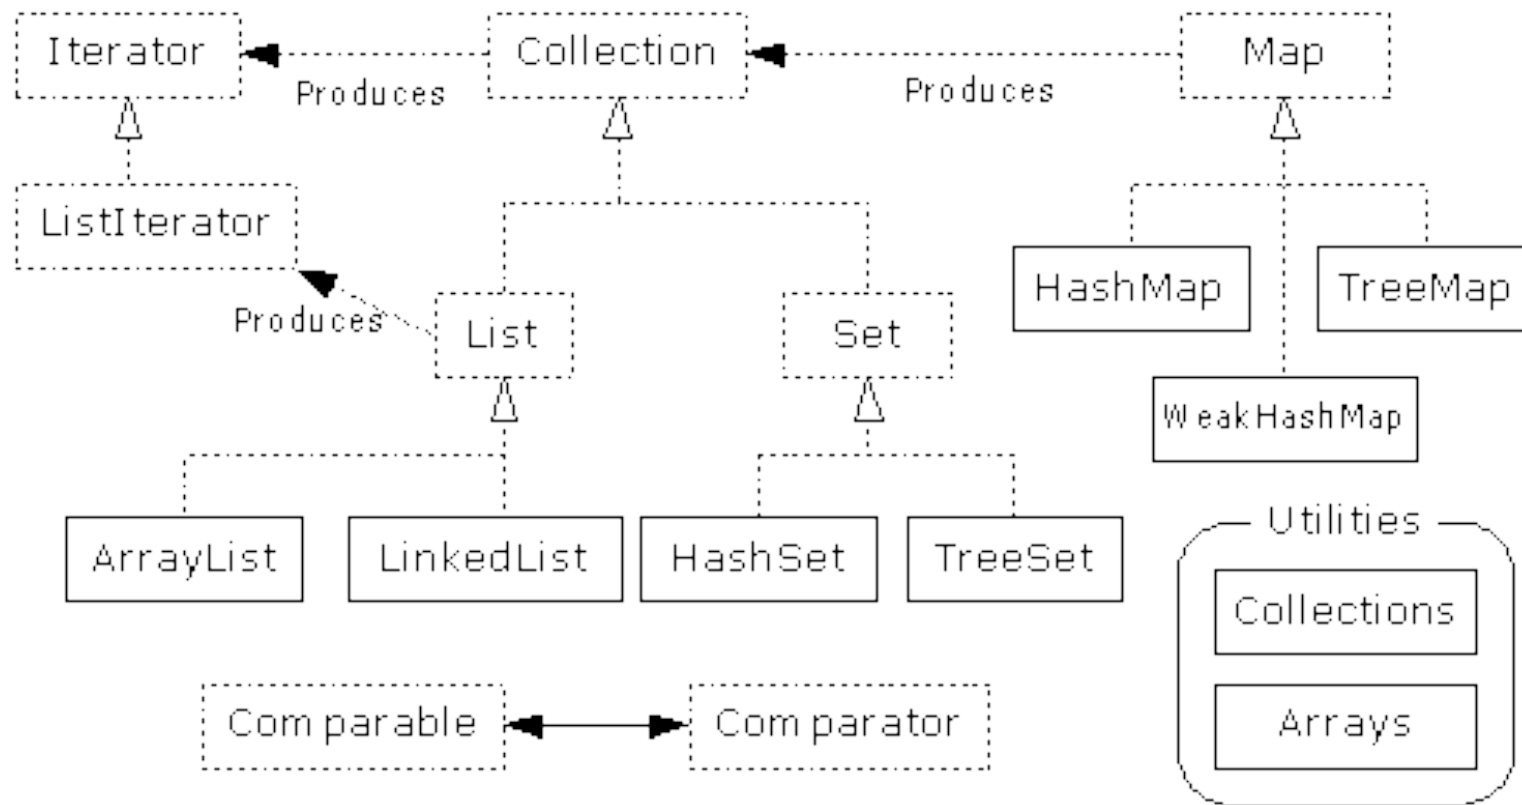 Iterator
Collection
Map
Produces
Produces
ListIterator
HashMap
TreeMap
Produces
List
Set
WeakHashMap
Utilities
ArrayList
LinkedList
HashSet
TreeSet
Collections
Comparable
Comparator
Arrays